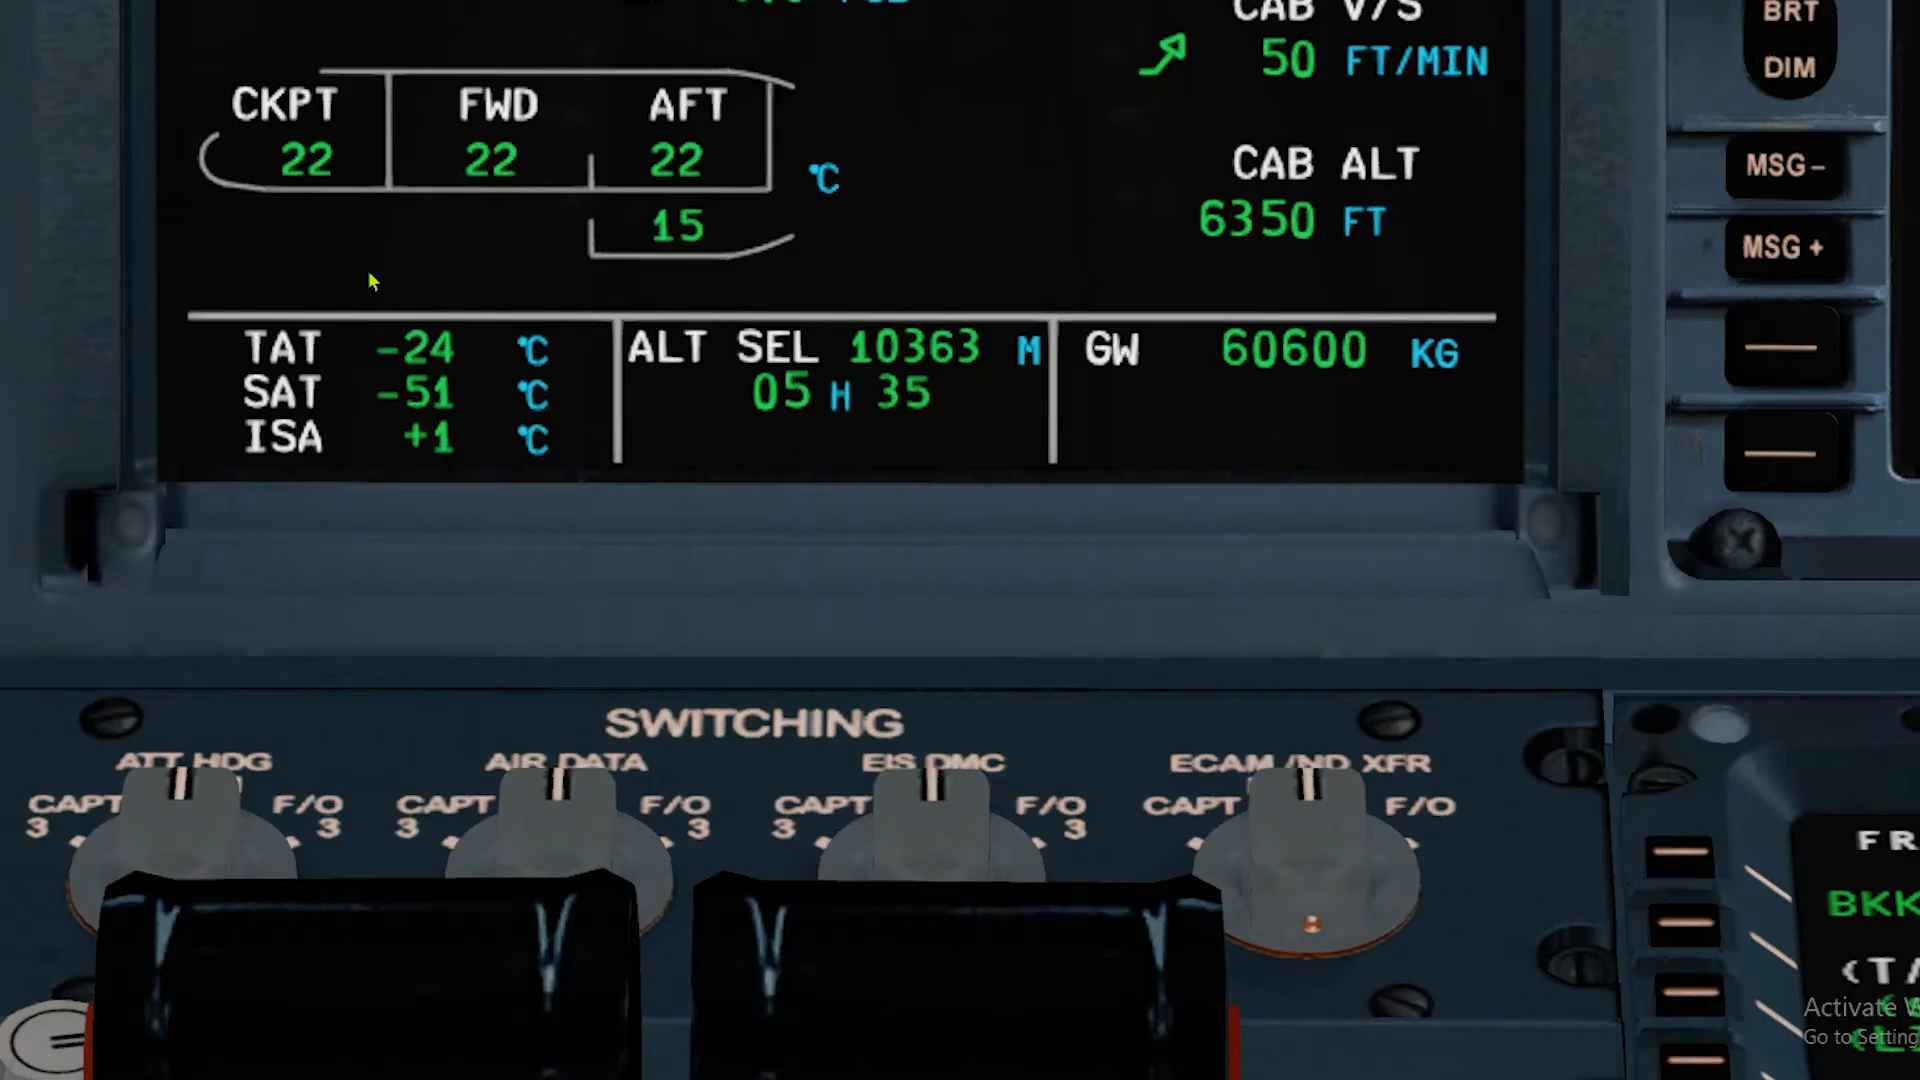 CAB V/S
50 FT/MIN
CKPT FWD AFT
22 22 22 °C
15
CAB ALT
6350 FT
TAT -24 °C
SAT -51 °C
ISA +1 °C
ALT SEL 10363 M
05 H 35
GW 60600 KG
BRT
DIM
MSG -
MSG +
SWITCHING
ATT HDG
CAPT 3 F/O 3
AIR DATA
CAPT 3 F/O 3
EIS DMC
CAPT 3 F/O 3
ECAM/ND XFR
CAPT F/O
FR
BKK
(T/
Activate
Go to Setting